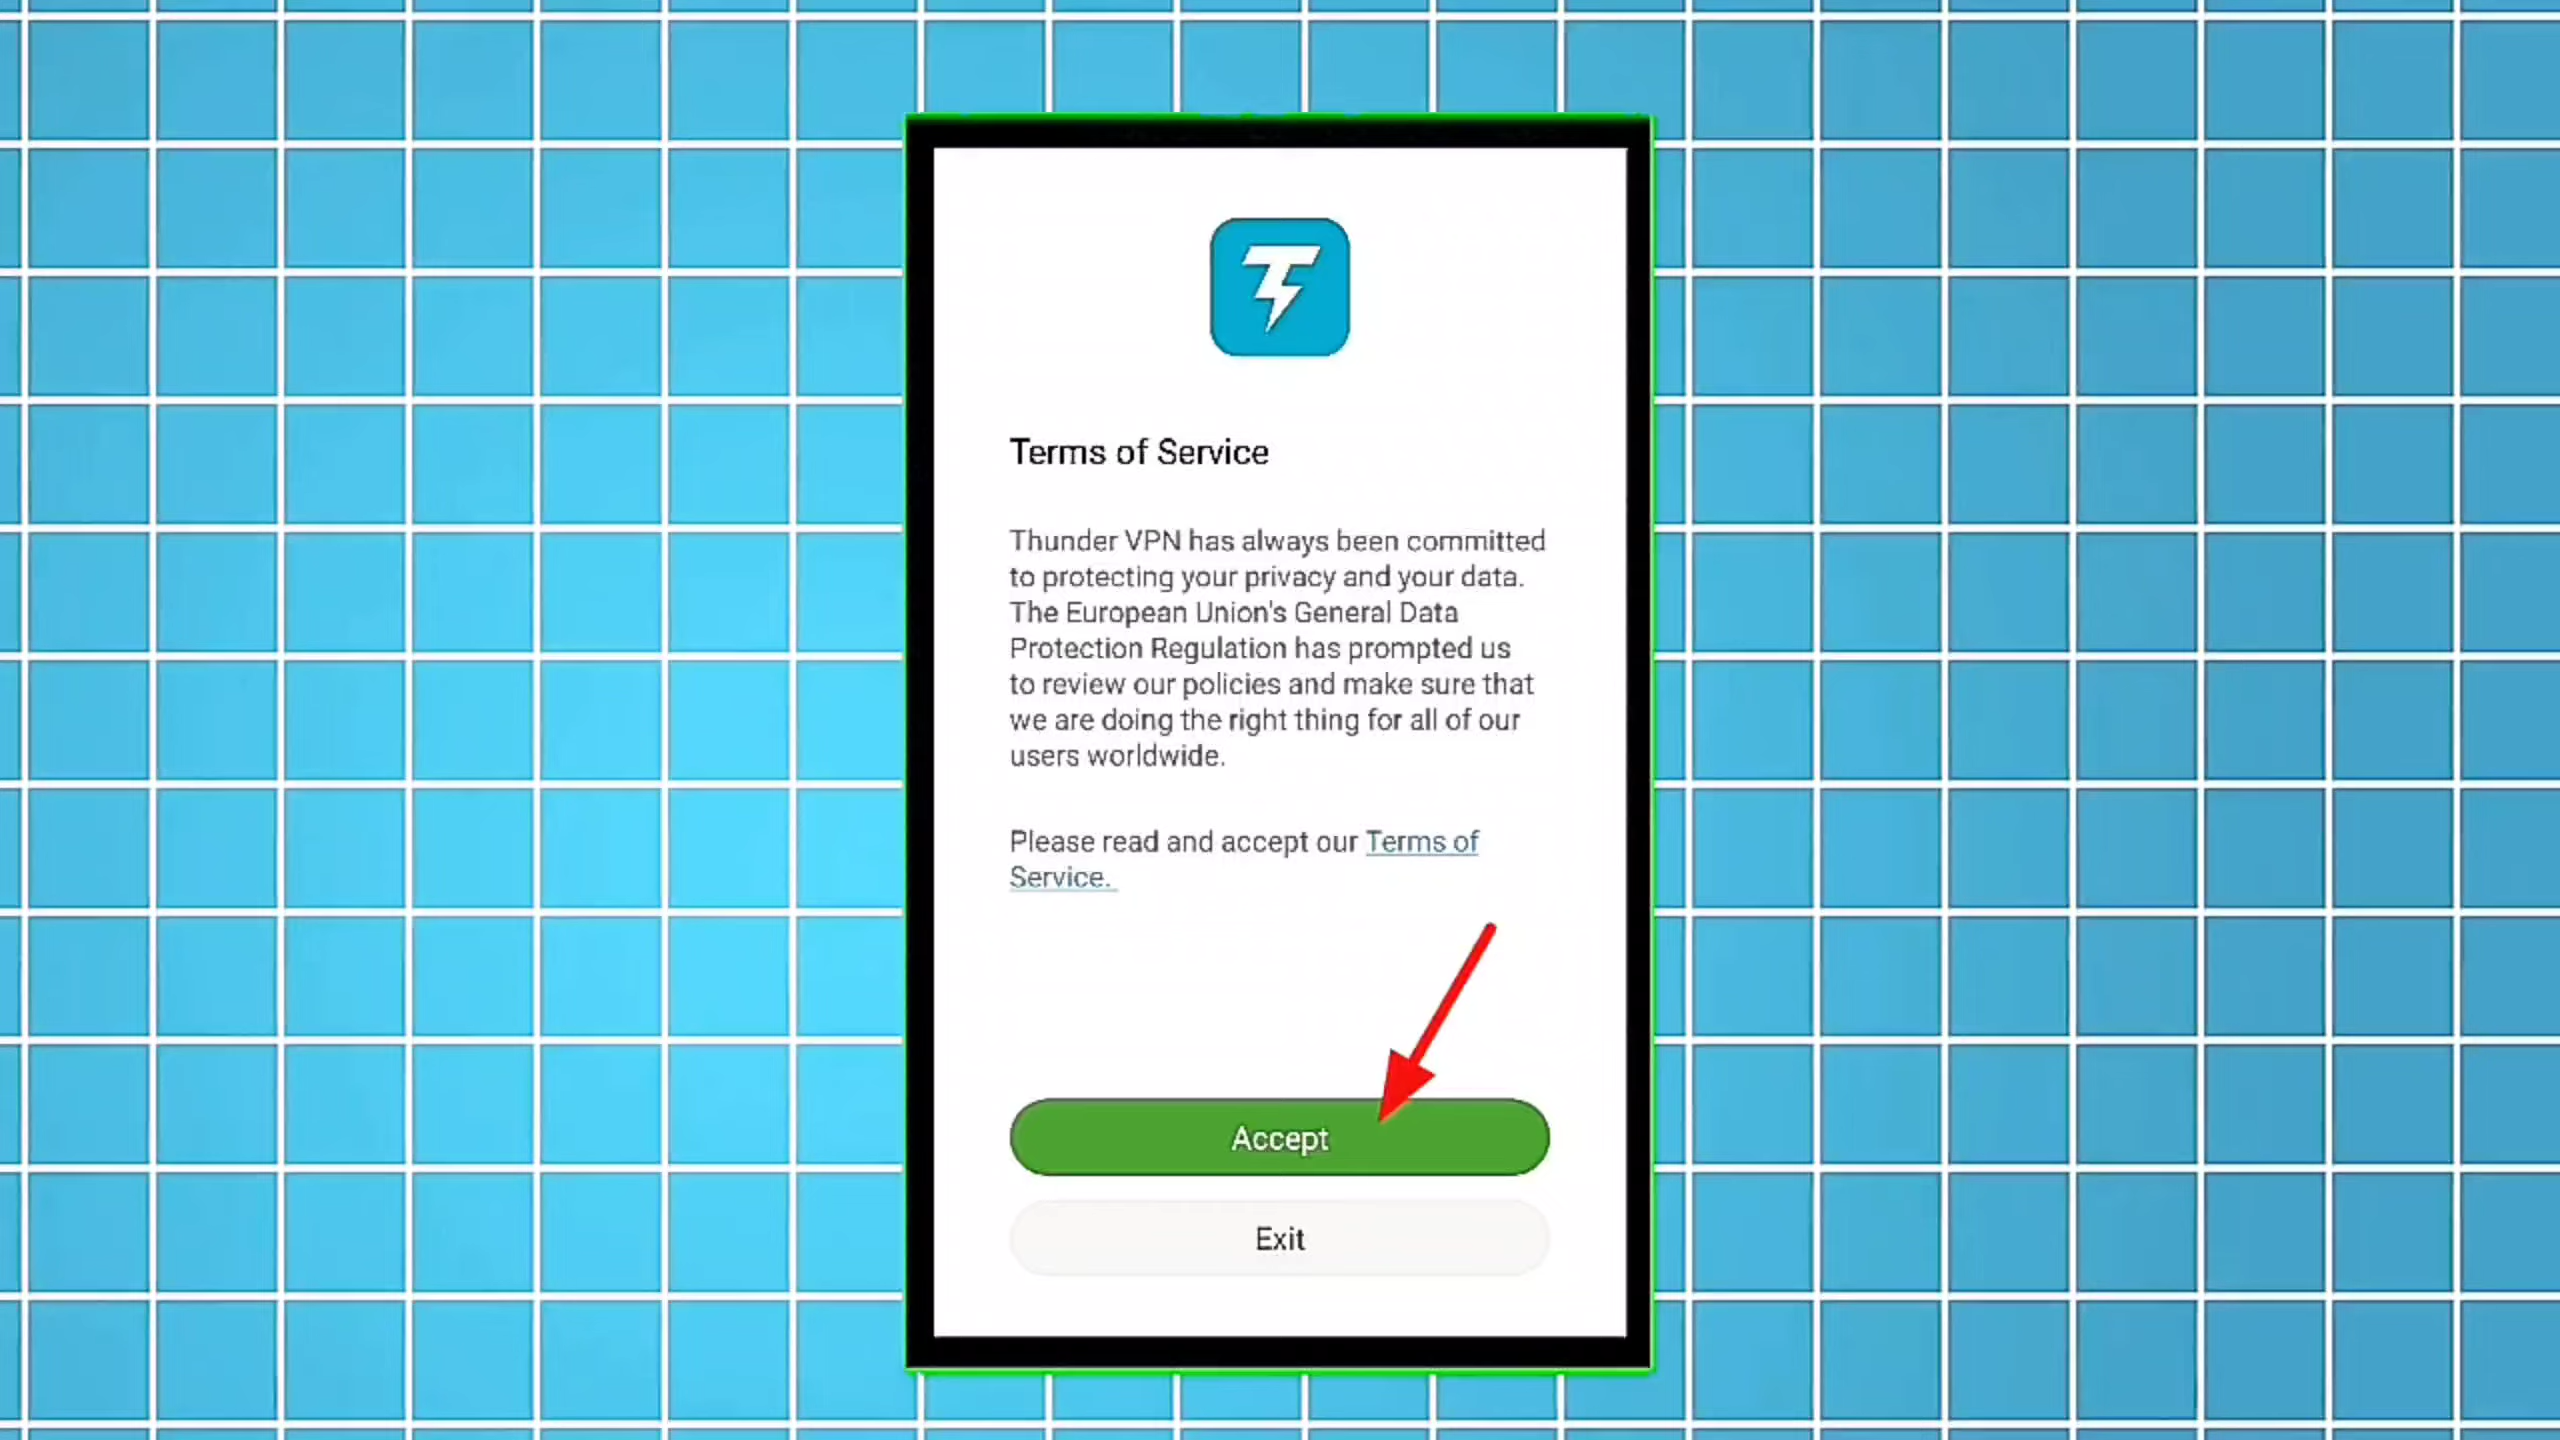 Terms of Service
Thunder VPN has always been committed
to protecting your privacy and your data.
The European Union's General Data
Protection Regulation has prompted us
to review our policies and make sure that
we are doing the right thing for all of our
users worldwide.
Please read and accept our Terms of
Service.
Accept
Exit